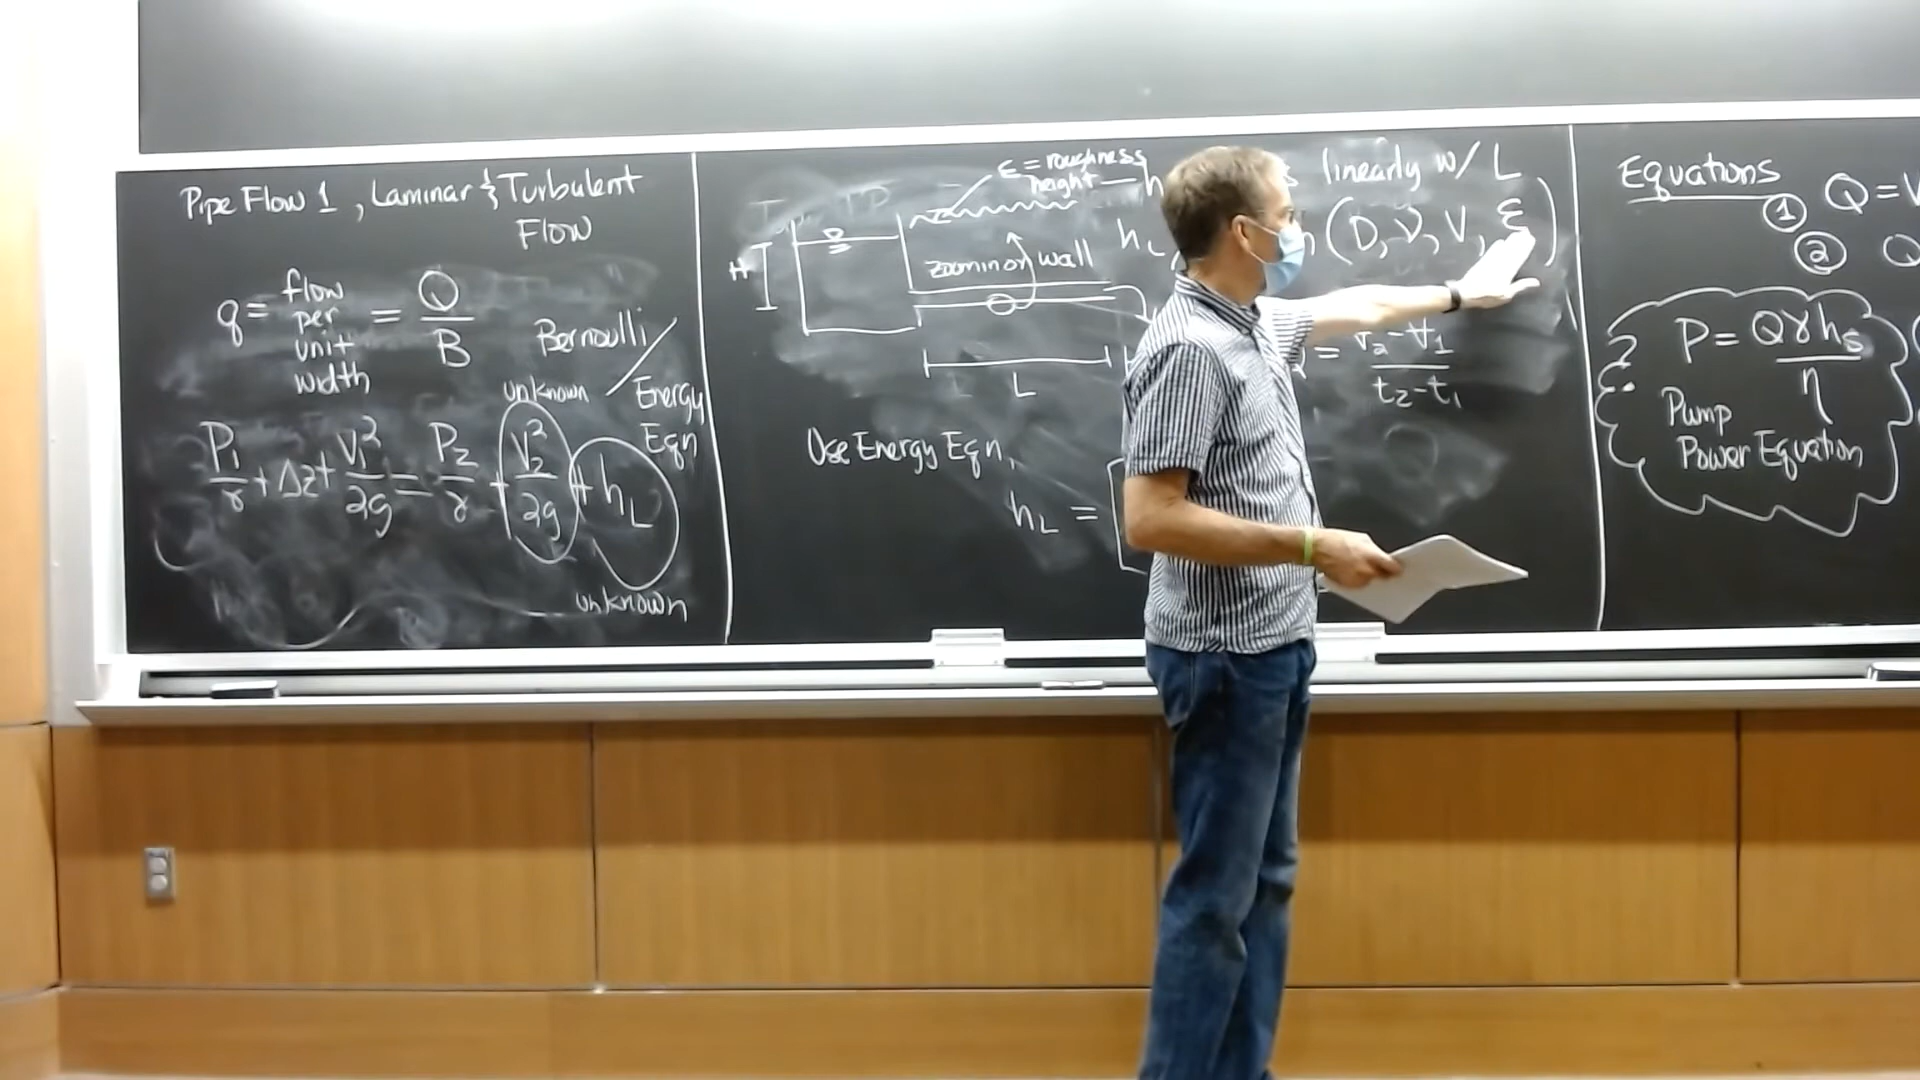 Pipe Flow 1, Laminar & Turbulent
Flow
q = flow per unit width = Q/B
Bernoulli /
Energy
Eqn
unknown
P₁/γ + Δz + V₁²/2g = P₂/γ + V₂²/2g + hL
unknown
ε = roughness
height
H
zoom in on wall
L
Use Energy Eqn,
hL =
linearly w/ L
hL
(D, ν, V, ε)
= ∀₂ - ∀₁ / t₂ - t₁
Equations
① Q = V
② Q
P = Qγhs / η
Pump
Power Equation